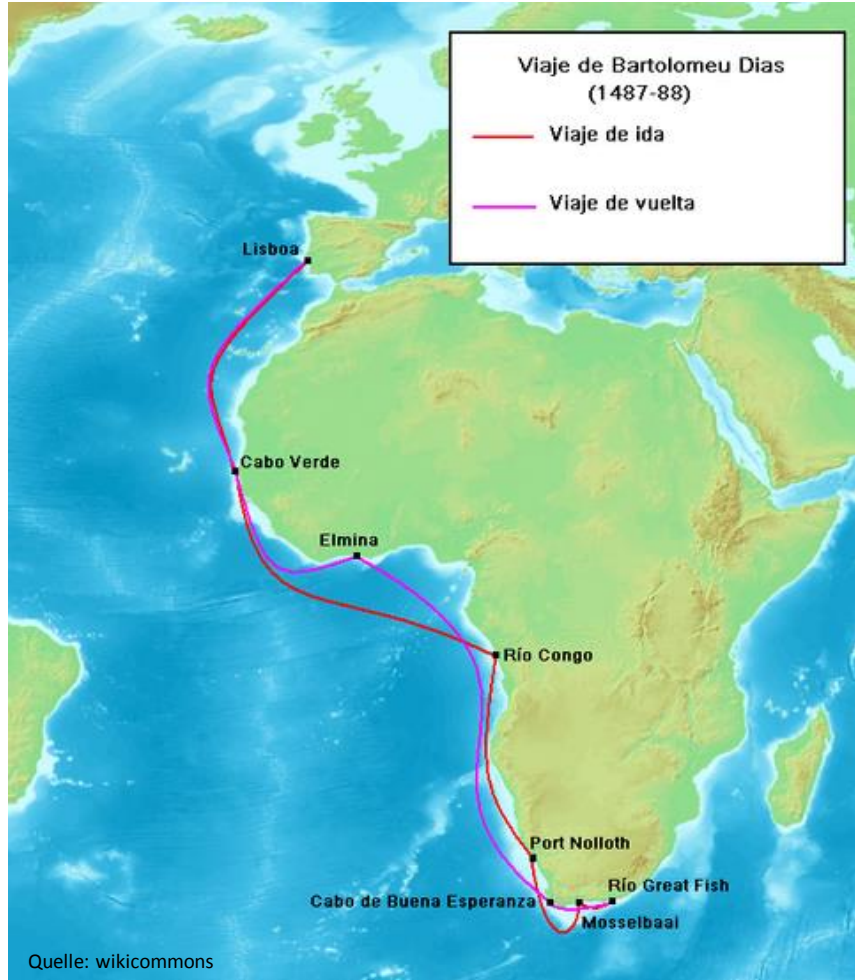 Viaje de Bartolomeu Dias
(1487-88)
Viaje de ida
Viaje de vuelta
Lisboa
Cabo Verde
Elmina
Río Congo
Port Nolloth
Río Great Fish
Cabo de Buena Esperanza
Mosselbaai
Quelle: wikicommons